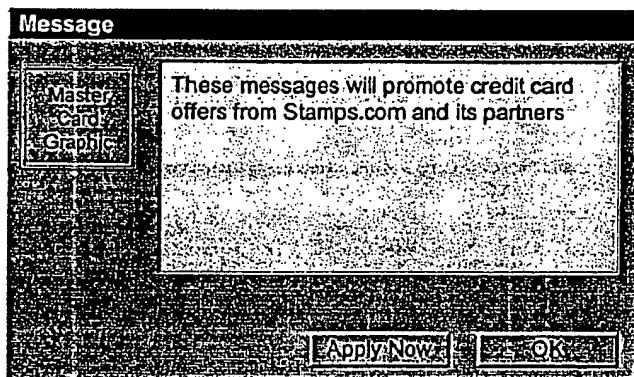 Message
Master
Card
Graphic
These messages will promote credit card
offers from Stamps.com and its partners
Apply Now
OK